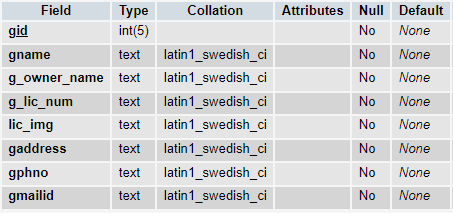 Field Type Collation Attributes Null Default
gid int(5) No None
gname text latin1_swedish_ci No None
g_owner_name text latin1_swedish_ci No None
g_lic_num text latin1_swedish_ci No None
lic_img text latin1_swedish_ci No None
gaddress text latin1_swedish_ci No None
gphno text latin1_swedish_ci No None
gmailid text latin1_swedish_ci No None